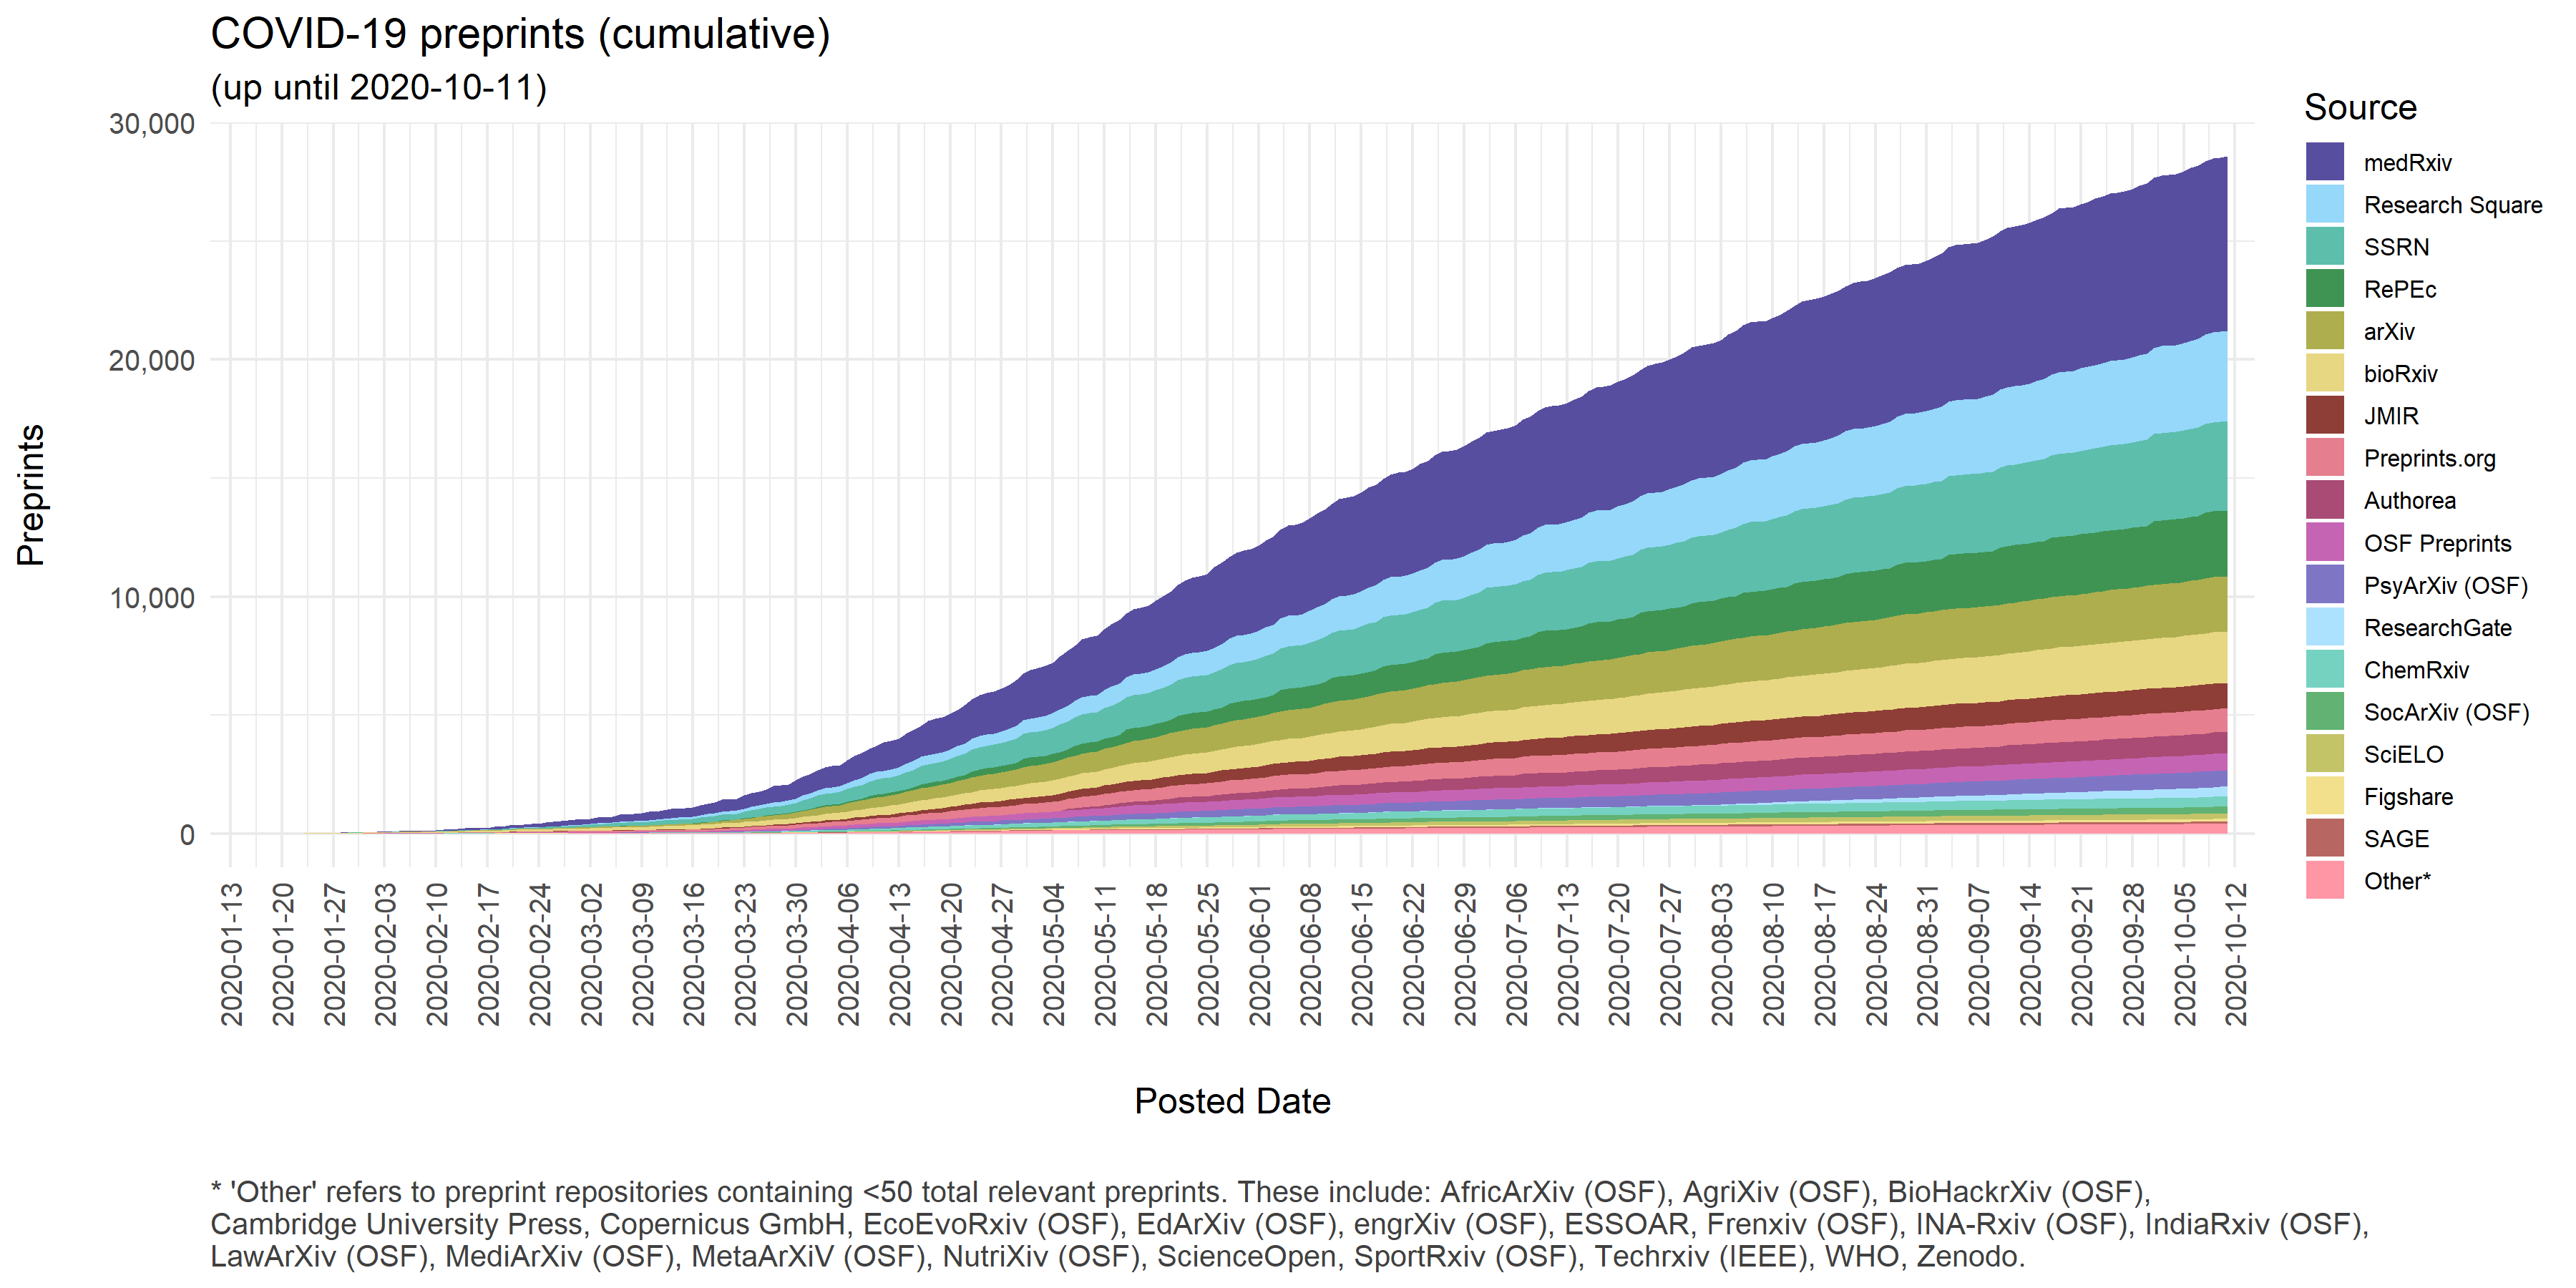 COVID-19 preprints (cumulative)
(up until 2020-10-11)
30,000
20,000
10,000
0
Preprints
2020-01-13
2020-01-20
2020-01-27
2020-02-03
2020-02-10
2020-02-17
2020-02-24
2020-03-02
2020-03-09
2020-03-16
2020-03-23
2020-03-30
2020-04-06
2020-04-13
2020-04-20
2020-04-27
2020-05-04
2020-05-11
2020-05-18
2020-05-25
2020-06-01
2020-06-08
2020-06-15
2020-06-22
2020-06-29
2020-07-06
2020-07-13
2020-07-20
2020-07-27
2020-08-03
2020-08-10
2020-08-17
2020-08-24
2020-08-31
2020-09-07
2020-09-14
2020-09-21
2020-09-28
2020-10-05
2020-10-12
Posted Date
Source
medRxiv
Research Square
SSRN
RePEc
arXiv
bioRxiv
JMIR
Preprints.org
Authorea
OSF Preprints
PsyArXiv (OSF)
ResearchGate
ChemRxiv
SocArXiv (OSF)
SciELO
Figshare
SAGE
Other*
* 'Other' refers to preprint repositories containing <50 total relevant preprints. These include: AfricArXiv (OSF), AgriXiv (OSF), BioHackrXiv (OSF),
Cambridge University Press, Copernicus GmbH, EcoEvoRxiv (OSF), EdArXiv (OSF), engrXiv (OSF), ESSOAR, Frenxiv (OSF), INA-Rxiv (OSF), IndiaRxiv (OSF),
LawArXiv (OSF), MediArXiv (OSF), MetaArXiV (OSF), NutriXiv (OSF), ScienceOpen, SportRxiv (OSF), Techrxiv (IEEE), WHO, Zenodo.